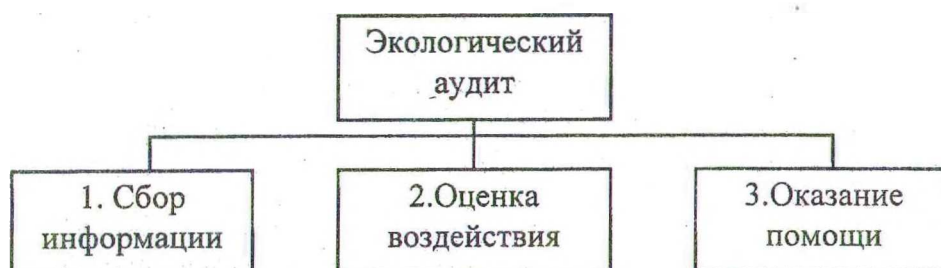 Экологический
аудит
1. Сбор
информации
2.Оценка
воздействия
3.Оказание
помощи